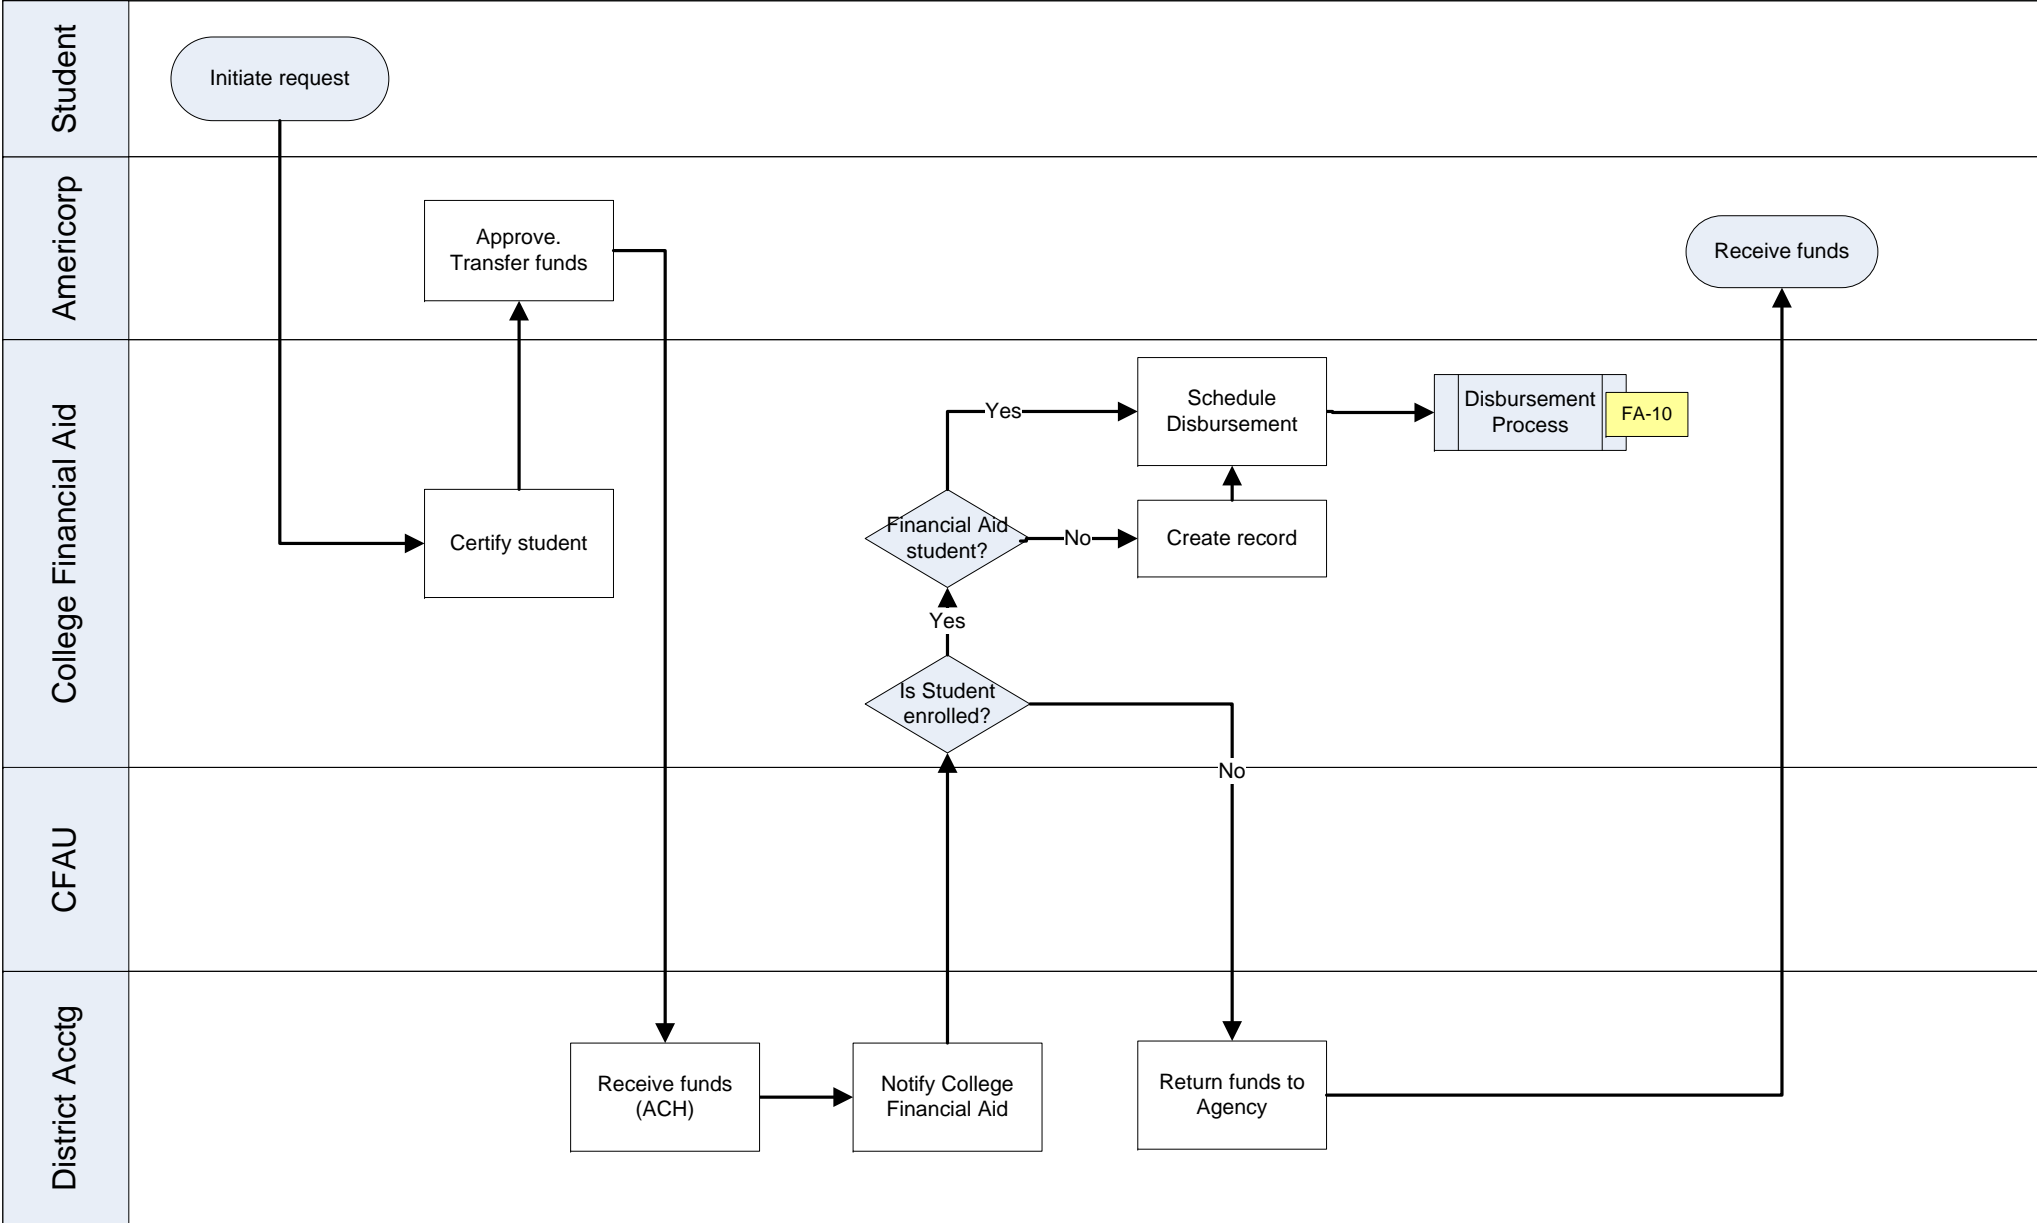 Student
Initiate request
Americorp
Approve.
Transfer funds
Receive funds
College Financial Aid
Certify student
Yes
Schedule
Disbursement
Disbursement
Process
FA-10
Financial Aid
student?
No
Create record
Yes
Is Student
enrolled?
No
CFAU
District Acctg
Receive funds
(ACH)
Notify College
Financial Aid
Return funds to
Agency